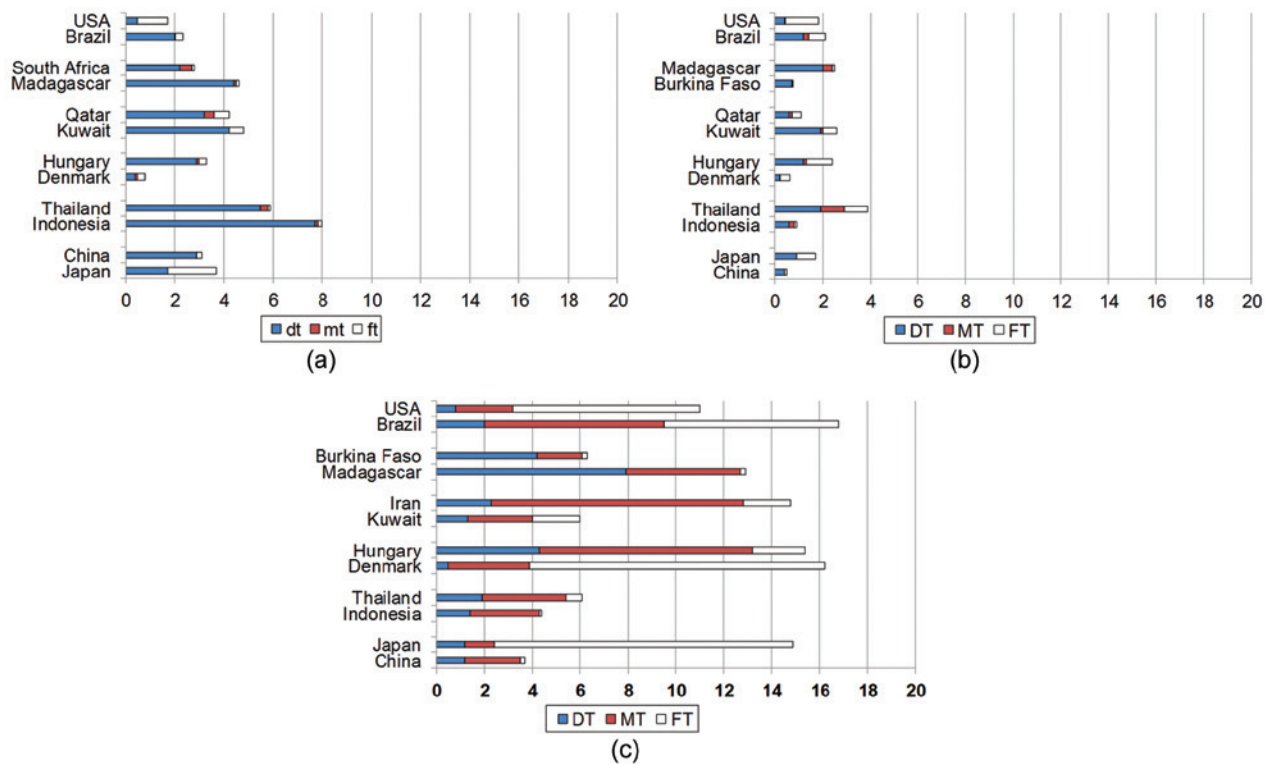 USA
Brazil
South Africa
Madagascar
Qatar
Kuwait
Hungary
Denmark
Thailand
Indonesia
China
Japan
0 2 4 6 8 10 12 14 16 18 20
dt mt ft
(a)
USA
Brazil
Madagascar
Burkina Faso
Qatar
Kuwait
Hungary
Denmark
Thailand
Indonesia
Japan
China
0 2 4 6 8 10 12 14 16 18 20
DT MT FT
(b)
USA
Brazil
Burkina Faso
Madagascar
Iran
Kuwait
Hungary
Denmark
Thailand
Indonesia
Japan
China
0 2 4 6 8 10 12 14 16 18 20
DT MT FT
(c)